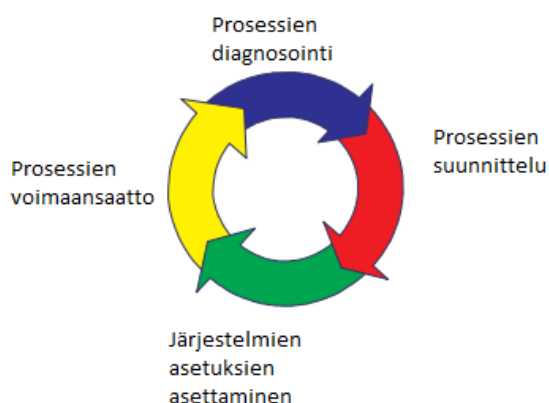 Prosessien
diagnosointi
Prosessien
suunnittelu
Järjestelmien
asetuksien
asettaminen
Prosessien
voimaansaatto